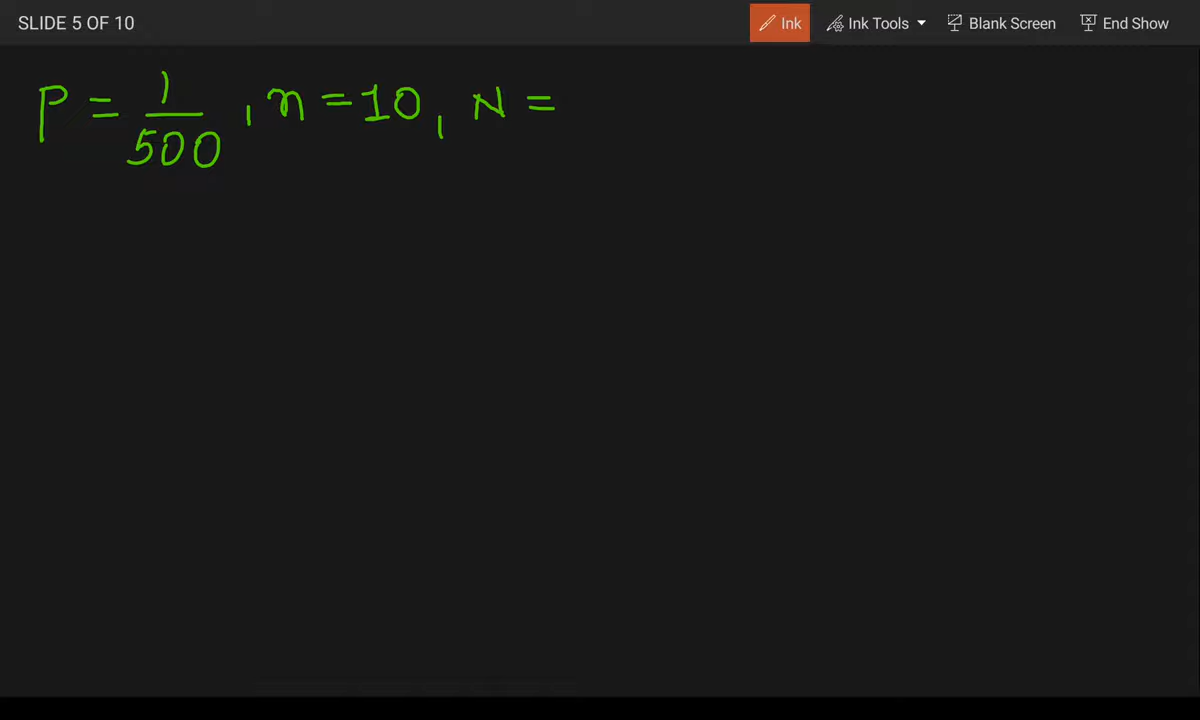 SLIDE 5 OF 10 Ink Ink Tools Blank Screen End Show
P = 1/500 , n = 10 , N =